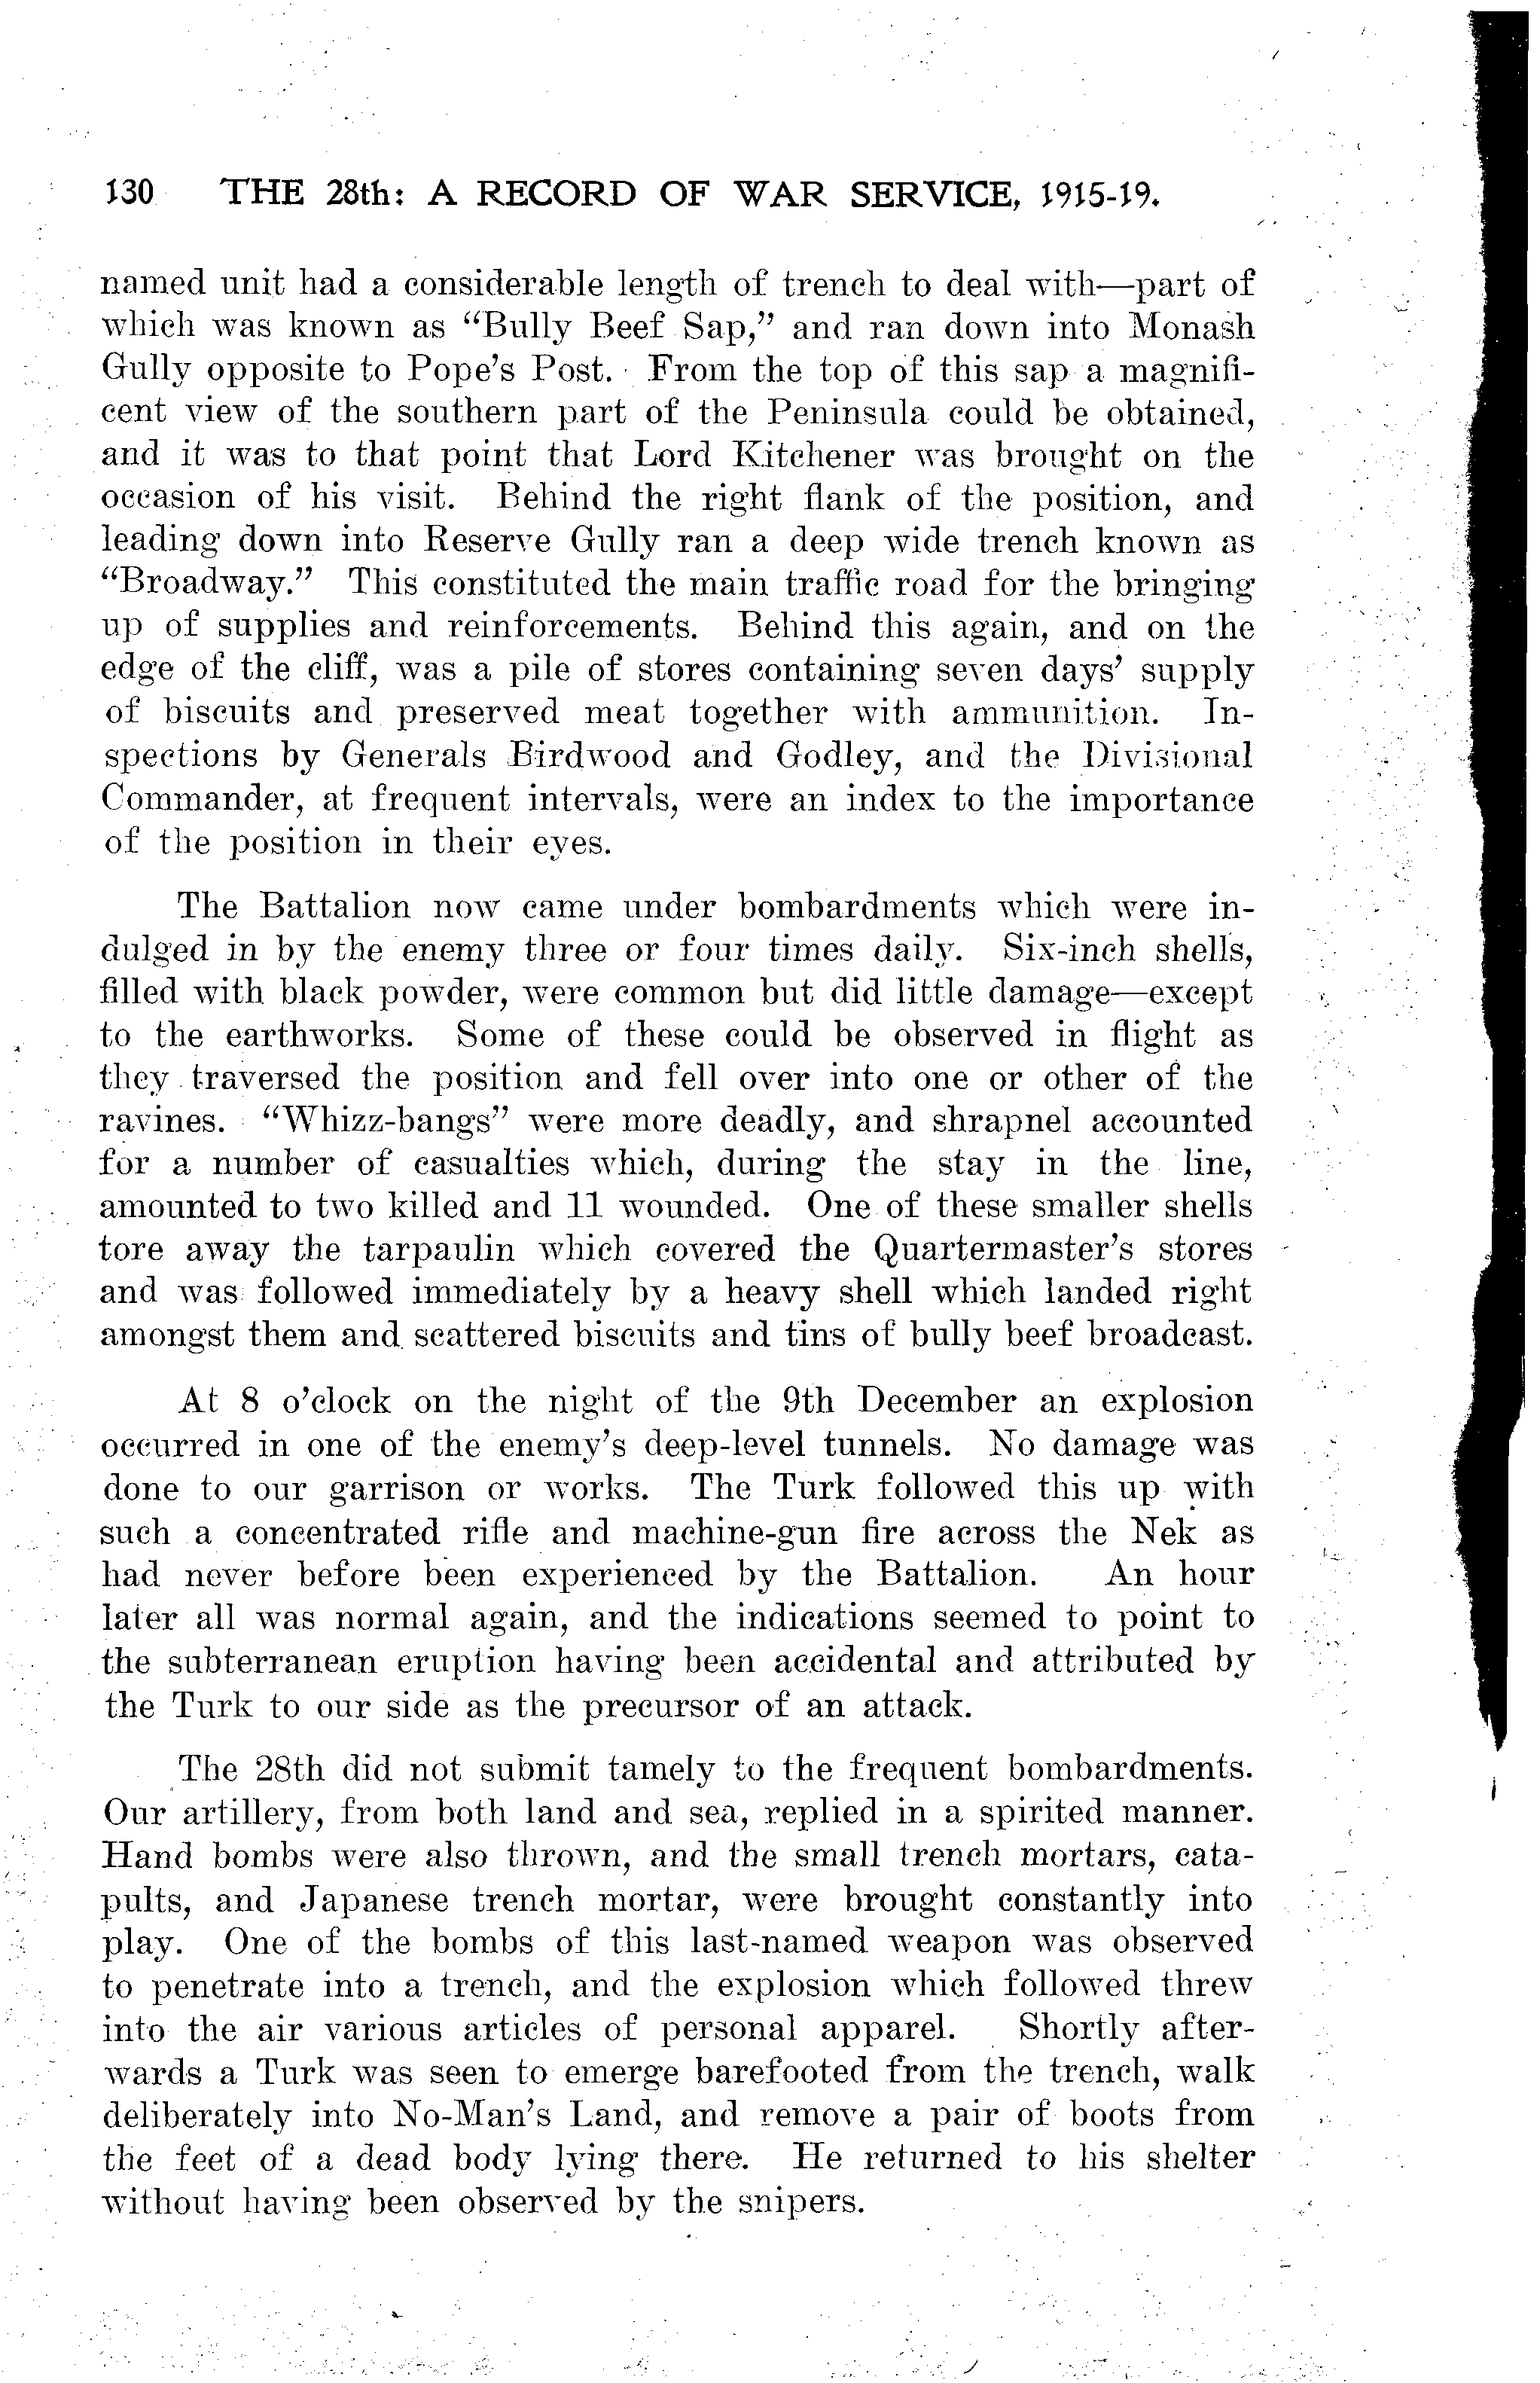 130 THE 28th: A RECORD OF WAR SERVICE, 1915-19.
named unit had a considerable length of trench to deal with—part of
which was known as “Bully Beef Sap,” and ran down into Monash
Gully opposite to Pope’s Post. From the top of this sap a magnifi-
cent view of the southern part of the Peninsula could be obtained,
and it was to that point that Lord Kitchener was brought on the
occasion of his visit. Behind the right flank of the position, and
leading down into Reserve Gully ran a deep wide trench known as
“Broadway.” This constituted the main traffic road for the bringing
up of supplies and reinforcements. Behind this again, and on the
edge of the cliff, was a pile of stores containing seven days’ supply
of biscuits and preserved meat together with ammunition. In-
spections by Generals Birdwood and Godley, and the Divisional
Commander, at frequent intervals, were an index to the importance
of the position in their eyes.
The Battalion now came under bombardments which were in-
dulged in by the enemy three or four times daily. Six-inch shells,
filled with black powder, were common but did little damage—except
to the earthworks. Some of these could be observed in flight as
they traversed the position and fell over into one or other of the
ravines. “Whizz-bangs” were more deadly, and shrapnel accounted
for a number of casualties which, during the stay in the line,
amounted to two killed and 11 wounded. One of these smaller shells
tore away the tarpaulin which covered the Quartermaster’s stores
and was followed immediately by a heavy shell which landed right
amongst them and scattered biscuits and tins of bully beef broadcast.
At 8 o’clock on the night of the 9th December an explosion
occurred in one of the enemy’s deep-level tunnels. No damage was
done to our garrison or works. The Turk followed this up with
such a concentrated rifle and machine-gun fire across the Nek as
had never before been experienced by the Battalion. An hour
later all was normal again, and the indications seemed to point to
the subterranean eruption having been accidental and attributed by
the Turk to our side as the precursor of an attack.
The 28th did not submit tamely to the frequent bombardments.
Our artillery, from both land and sea, replied in a spirited manner.
Hand bombs were also thrown, and the small trench mortars, cata-
pults, and Japanese trench mortar, were brought constantly into
play. One of the bombs of this last-named weapon was observed
to penetrate into a trench, and the explosion which followed threw
into the air various articles of personal apparel. Shortly after-
wards a Turk was seen to emerge barefooted from the trench, walk
deliberately into No-Man’s Land, and remove a pair of boots from
the feet of a dead body lying there. He returned to his shelter
without having been observed by the snipers.